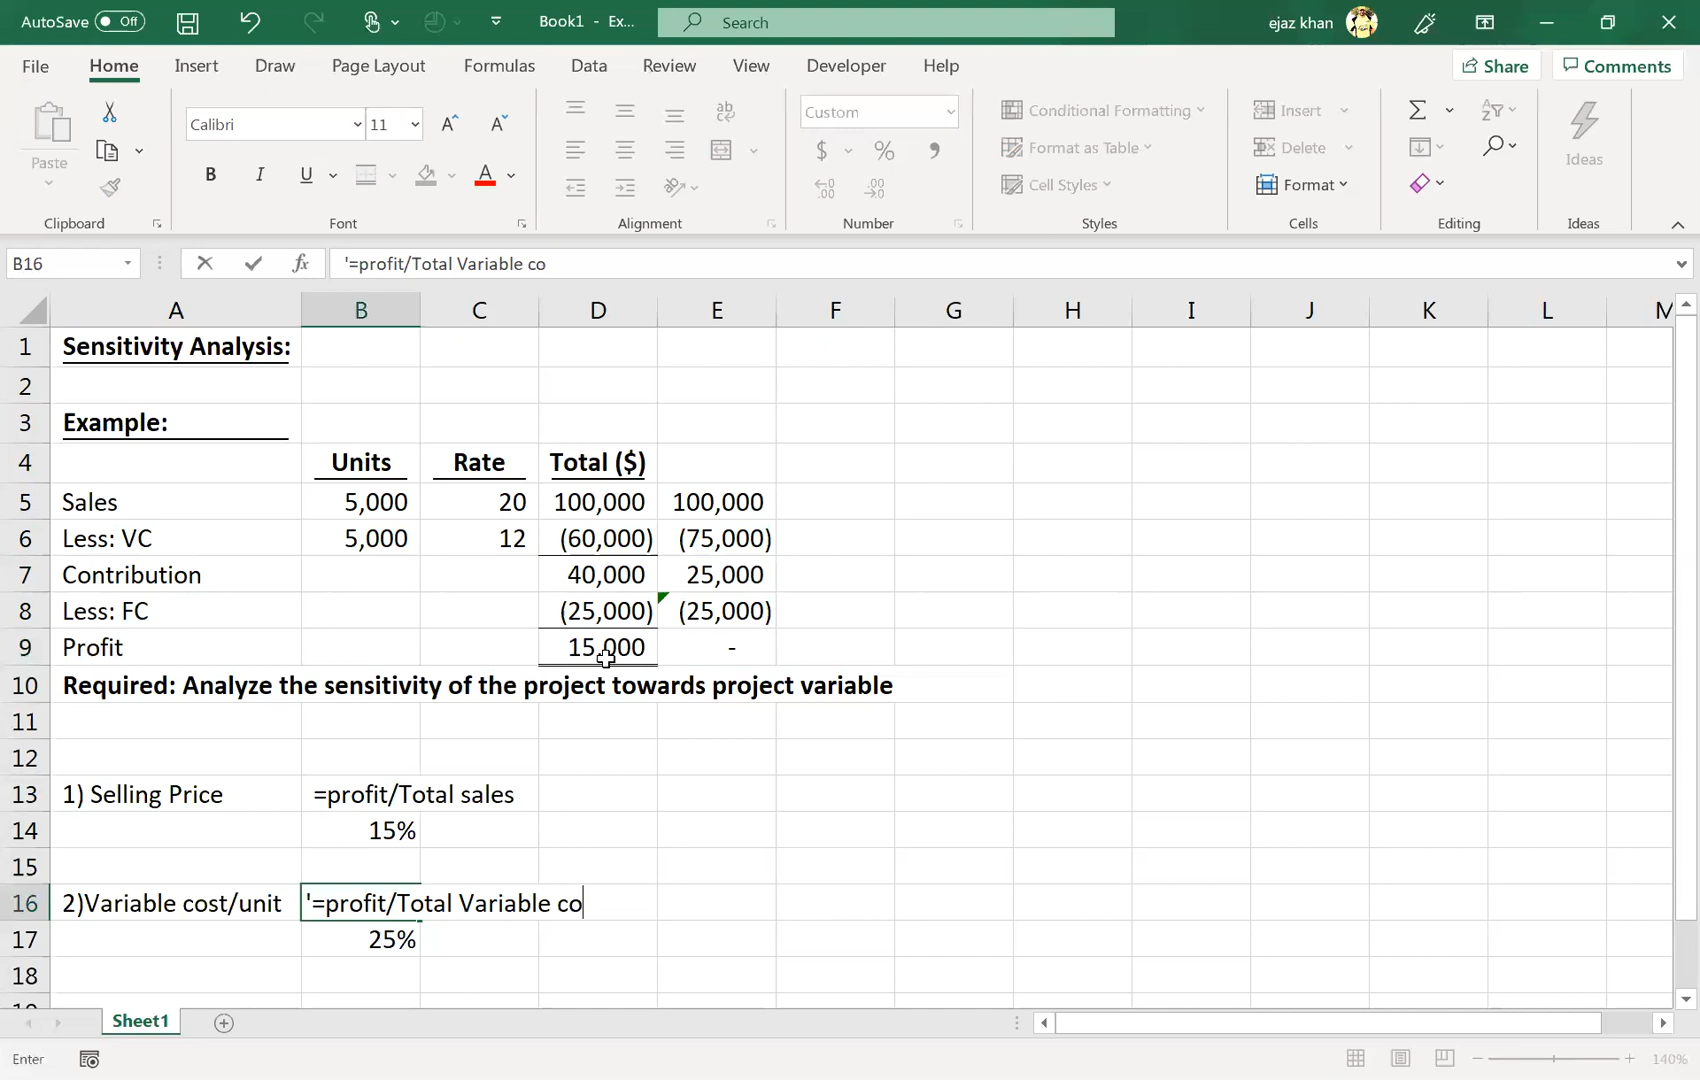 AutoSave Off Book1 - Ex... Search ejaz khan
File Home Insert Draw Page Layout Formulas Data Review View Developer Help Share Comments
Calibri 11 A A ab Custom Conditional Formatting Insert
Paste B I U A $ % , Format as Table Delete Ideas
Cell Styles Format
Clipboard Font Alignment Number Styles Cells Editing Ideas
B16 fx '=profit/Total Variable co
A B C D E F G H I J K L M
1 Sensitivity Analysis:
2
3 Example:
4 Units Rate Total ($)
5 Sales 5,000 20 100,000 100,000
6 Less: VC 5,000 12 (60,000) (75,000)
7 Contribution 40,000 25,000
8 Less: FC (25,000) (25,000)
9 Profit 15,000 -
10 Required: Analyze the sensitivity of the project towards project variable
11
12
13 1) Selling Price =profit/Total sales
14 15%
15
16 2)Variable cost/unit '=profit/Total Variable co
17 25%
18
Sheet1
Enter 140%